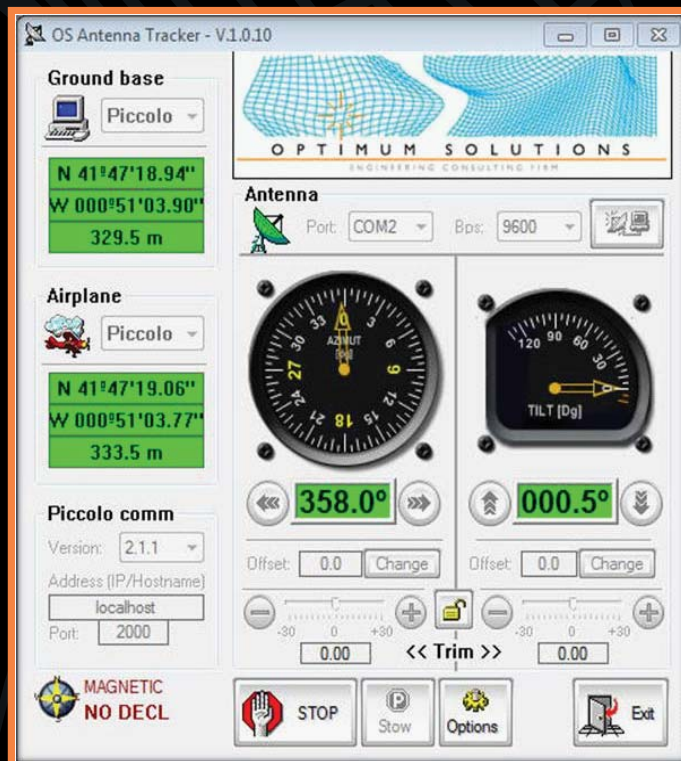 OS Antenna Tracker - V.1.0.10
Ground base
Piccolo
N 41º47'18.94''
W 000º51'03.90''
329.5 m
Airplane
Piccolo
N 41º47'19.06''
W 000º51'03.77''
333.5 m
Piccolo comm
Version: 2.1.1
Address (IP/Hostname)
localhost
Port: 2000
MAGNETIC
NO DECL
OPTIMUM SOLUTIONS
ENGINEERING CONSULTING FIRM
Antenna
Port: COM2 Bps: 9600
0 3 6 9 12 15 18 21 24 27 30 33
AZIMUT
[Dg]
120 90 60 30 0
TILT [Dg]
358.0º 000.5º
Offset: 0.0 Change Offset: 0.0 Change
-30 0 +30 -30 0 +30
0.00 << Trim >> 0.00
STOP
P
Stow
Options
Exit